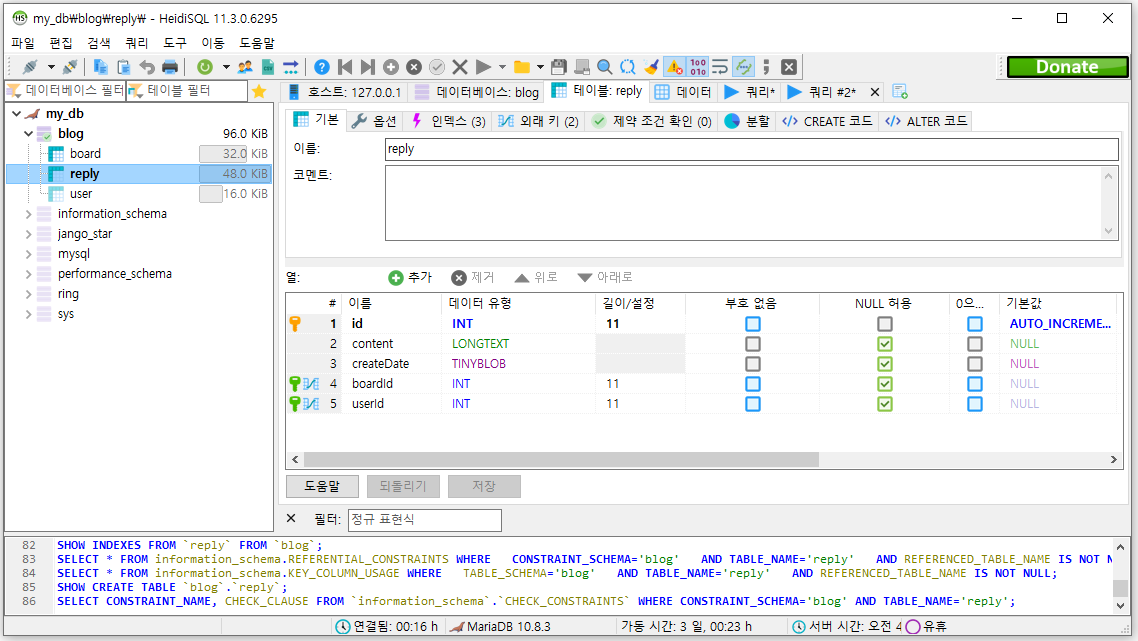 my_db₩blog₩reply₩ - HeidiSQL 11.3.0.6295
파일 편집 검색 쿼리 도구 이동 도움말
Donate
데이터베이스 필터 테이블 필터
호스트: 127.0.0.1 데이터베이스: blog 테이블: reply 데이터 쿼리* 쿼리 #2*
my_db
blog 96.0 KiB
board 32.0 KiB
reply 48.0 KiB
user 16.0 KiB
information_schema
jango_star
mysql
performance_schema
ring
sys
기본 옵션 인덱스 (3) 외래 키 (2) 제약 조건 확인 (0) 분할 CREATE 코드 ALTER 코드
이름: reply
코멘트:
열: 추가 제거 위로 아래로
# 이름 데이터 유형 길이/설정 부호 없음 NULL 허용 0으... 기본값
1 id INT 11 AUTO_INCREME...
2 content LONGTEXT NULL
3 createDate TINYBLOB NULL
4 boardId INT 11 NULL
5 userId INT 11 NULL
도움말 되돌리기 저장
필터: 정규 표현식
82 SHOW INDEXES FROM `reply` FROM `blog`;
83 SELECT * FROM information_schema.REFERENTIAL_CONSTRAINTS WHERE CONSTRAINT_SCHEMA='blog' AND TABLE_NAME='reply' AND REFERENCED_TABLE_NAME IS NOT N
84 SELECT * FROM information_schema.KEY_COLUMN_USAGE WHERE TABLE_SCHEMA='blog' AND TABLE_NAME='reply' AND REFERENCED_TABLE_NAME IS NOT NULL;
85 SHOW CREATE TABLE `blog`.`reply`;
86 SELECT CONSTRAINT_NAME, CHECK_CLAUSE FROM `information_schema`.`CHECK_CONSTRAINTS` WHERE CONSTRAINT_SCHEMA='blog' AND TABLE_NAME='reply';
연결됨: 00:16 h MariaDB 10.8.3 가동 시간: 3 일, 00:23 h 서버 시간: 오전 4 유휴